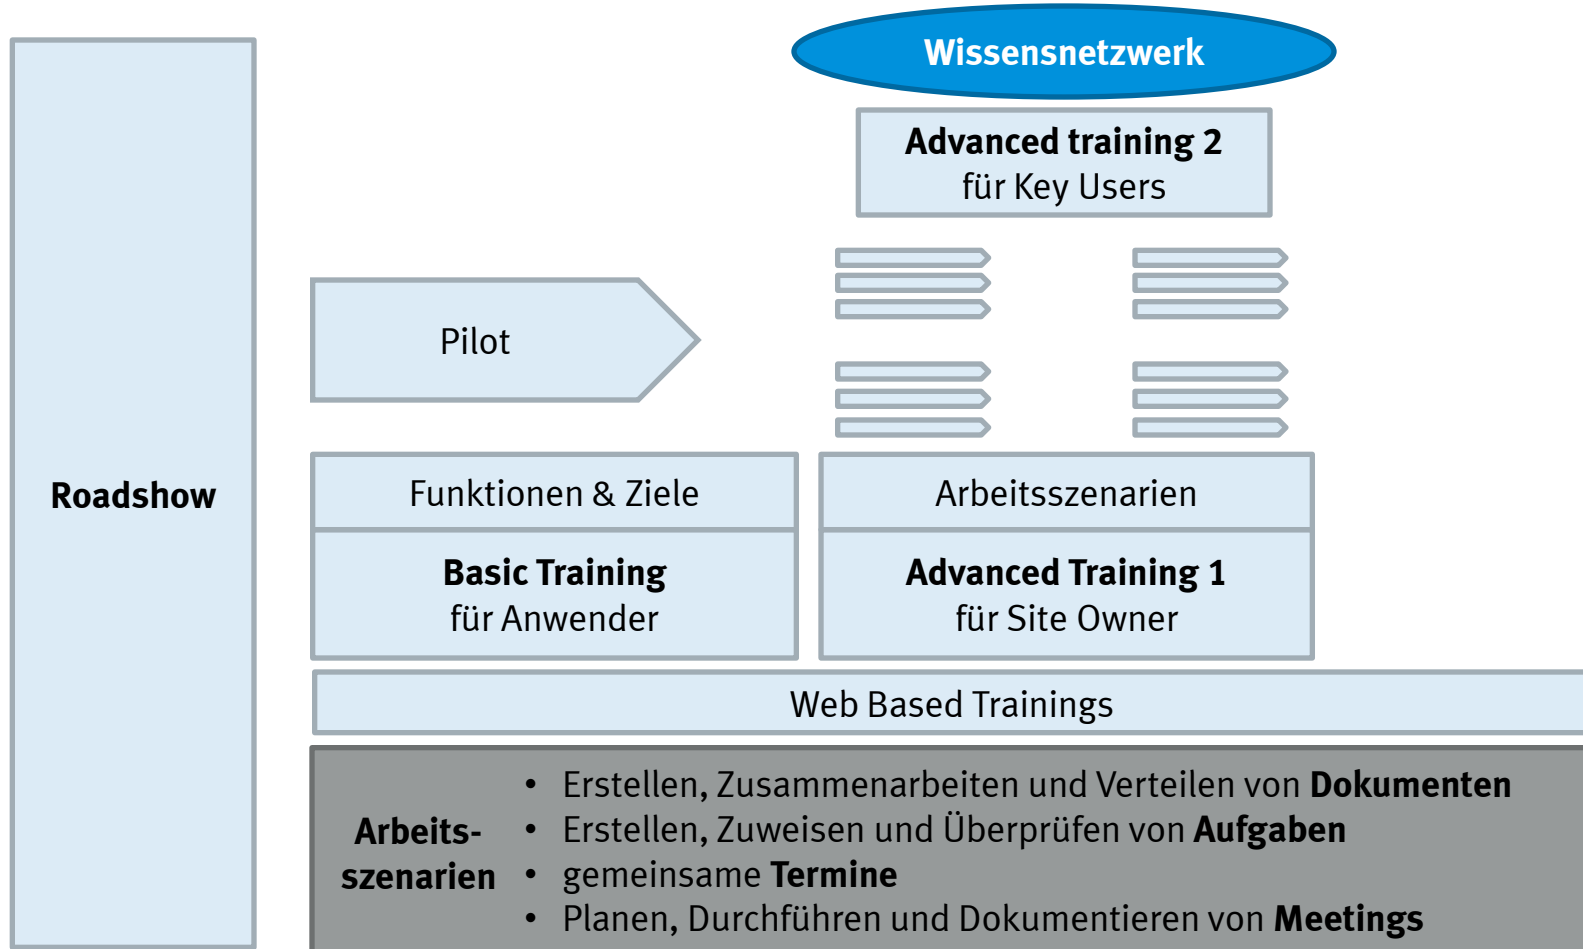 Wissensnetzwerk
Advanced training 2
für Key Users
Pilot
Roadshow
Funktionen & Ziele
Arbeitsszenarien
Basic Training
für Anwender
Advanced Training 1
für Site Owner
Web Based Trainings
Arbeits-
szenarien
• Erstellen, Zusammenarbeiten und Verteilen von Dokumenten
• Erstellen, Zuweisen und Überprüfen von Aufgaben
• gemeinsame Termine
• Planen, Durchführen und Dokumentieren von Meetings